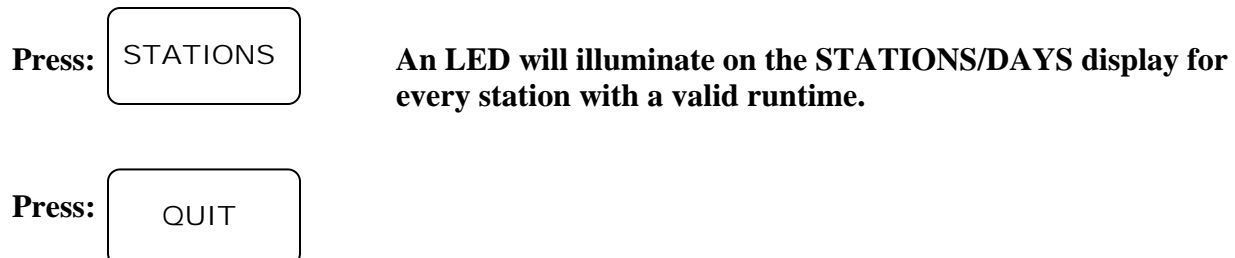 Press: STATIONS An LED will illuminate on the STATIONS/DAYS display for
every station with a valid runtime.
Press: QUIT